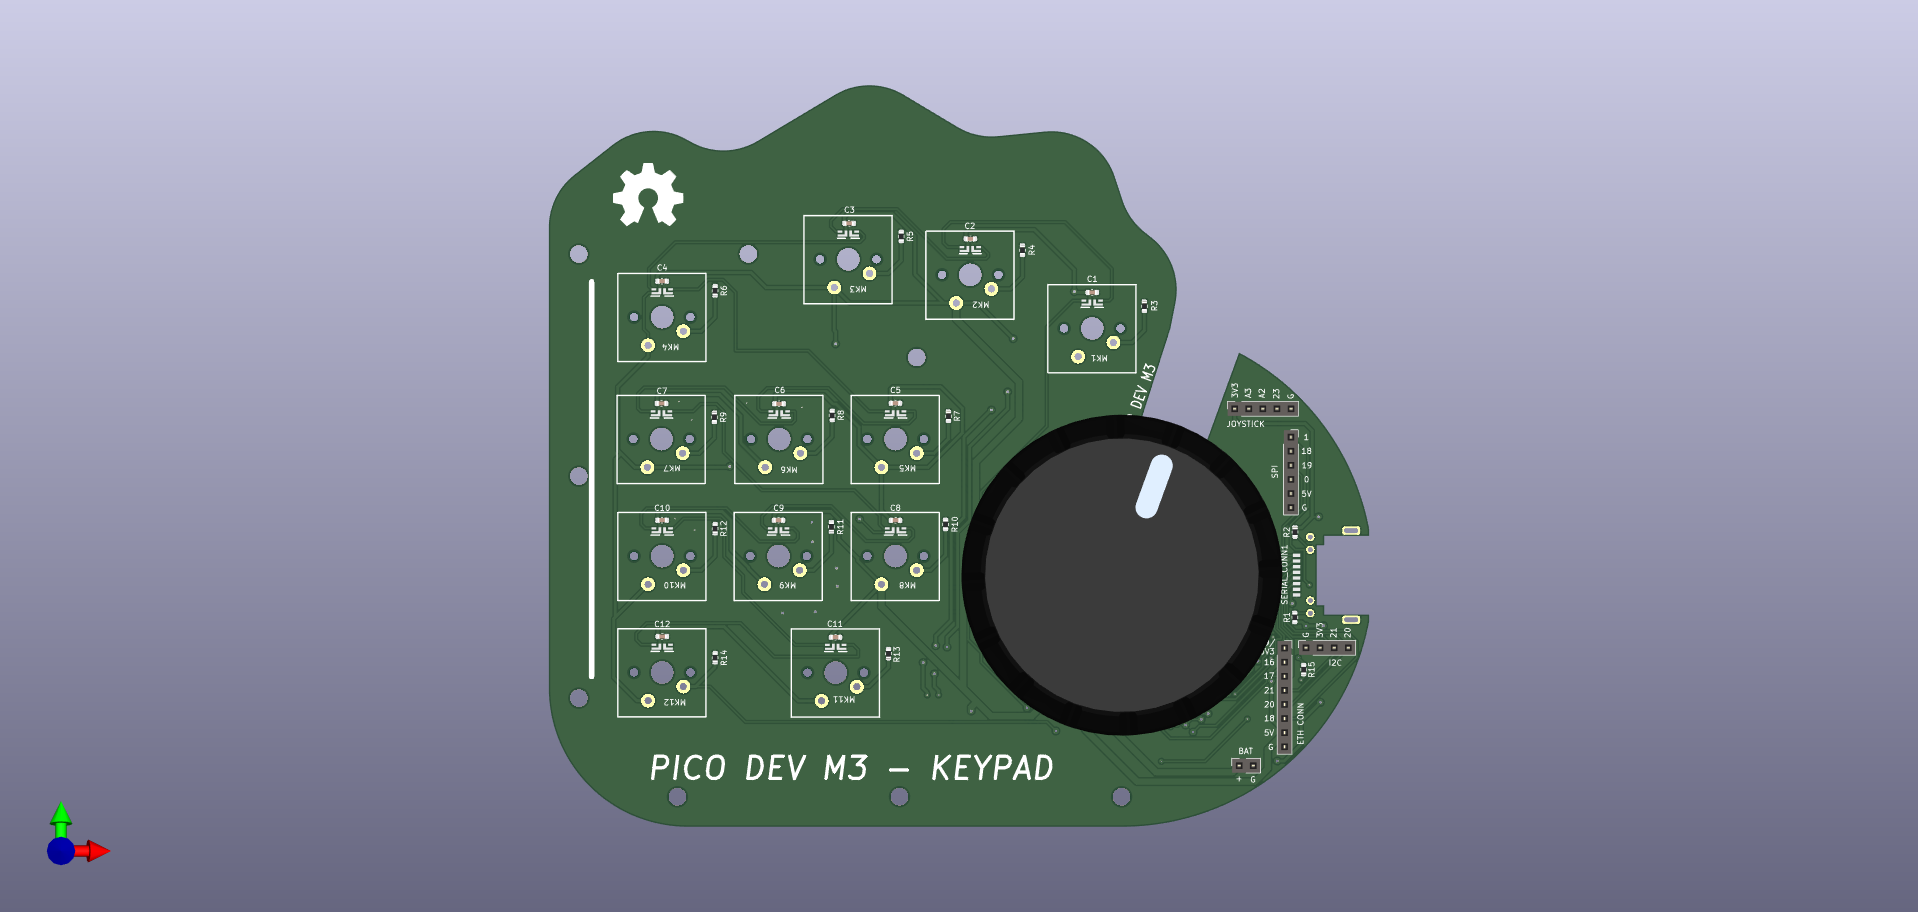 C3
R5
MK3
C2
R4
MK2
C4
R6
MK4
C1
R3
MK1
DEV M3
3V3
A3
A2
23
G
JOYSTICK
C7
R9
MK7
C6
R8
MK6
C5
R7
MK5
SPI
1
18
19
0
5V
G
C10
R12
MK10
C9
R11
MK9
C8
R10
MK8
R2
SERIAL_CONN1
R1
C12
R14
MK12
C11
R13
MK11
G
3V3
21
20
I2C
R15
3V3
16
17
21
20
18
5V
G
ETH CONN
BAT
+ G
PICO DEV M3 – KEYPAD